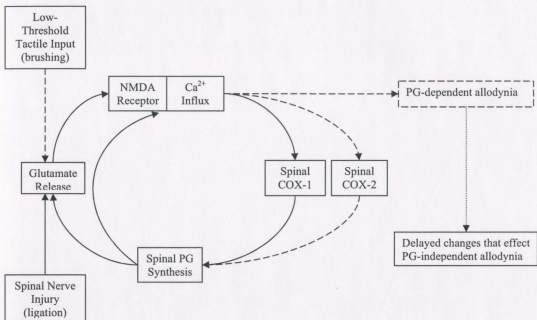 Low-
Threshold
Tactile Input
(brushing)
NMDA
Receptor
Ca²⁺
Influx
PG-dependent allodynia
Glutamate
Release
Spinal
COX-1
Spinal
COX-2
Spinal PG
Synthesis
Delayed changes that effect
PG-independent allodynia
Spinal Nerve
Injury
(ligation)